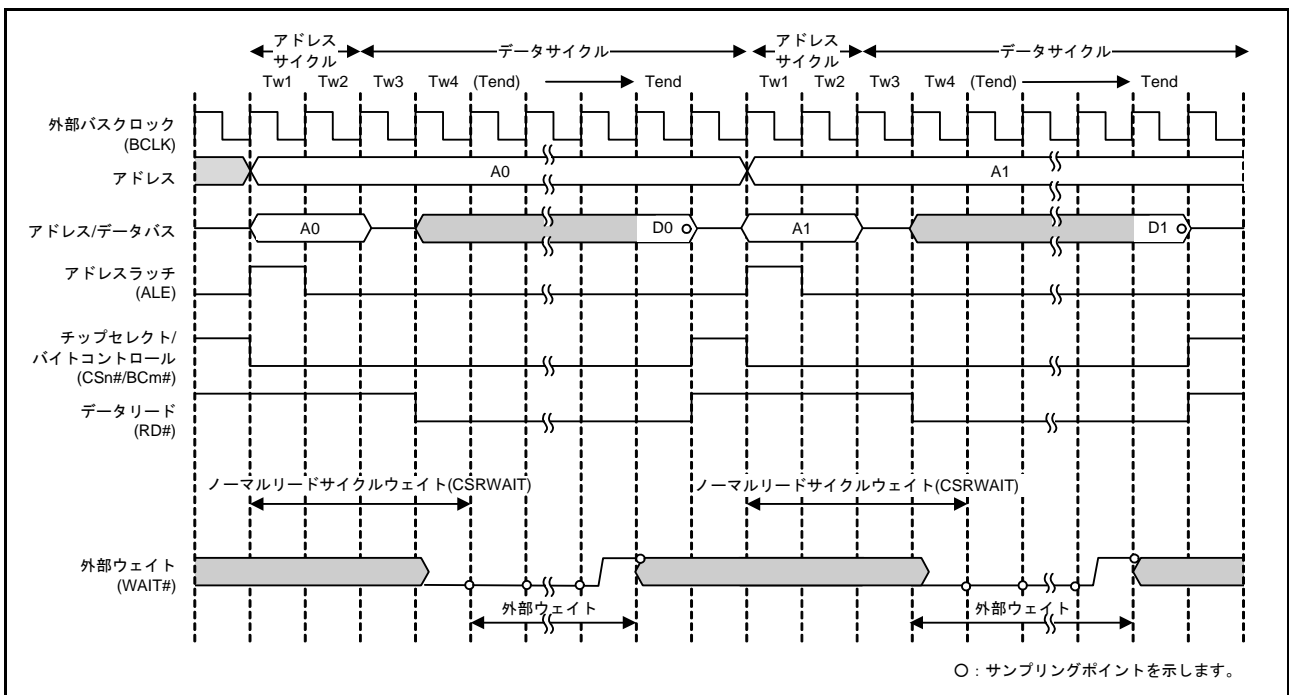 アドレス
サイクル
データサイクル
アドレス
サイクル
データサイクル
Tw1 Tw2 Tw3 Tw4 (Tend) Tend Tw1 Tw2 Tw3 Tw4 (Tend) Tend
外部バスクロック
(BCLK)
アドレス
A0 A1
アドレス/データバス
A0 D0 A1 D1
アドレスラッチ
(ALE)
チップセレクト/
バイトコントロール
(CSn#/BCm#)
データリード
(RD#)
ノーマルリードサイクルウェイト(CSRWAIT) ノーマルリードサイクルウェイト(CSRWAIT)
外部ウェイト
(WAIT#)
外部ウェイト 外部ウェイト
○：サンプリングポイントを示します。